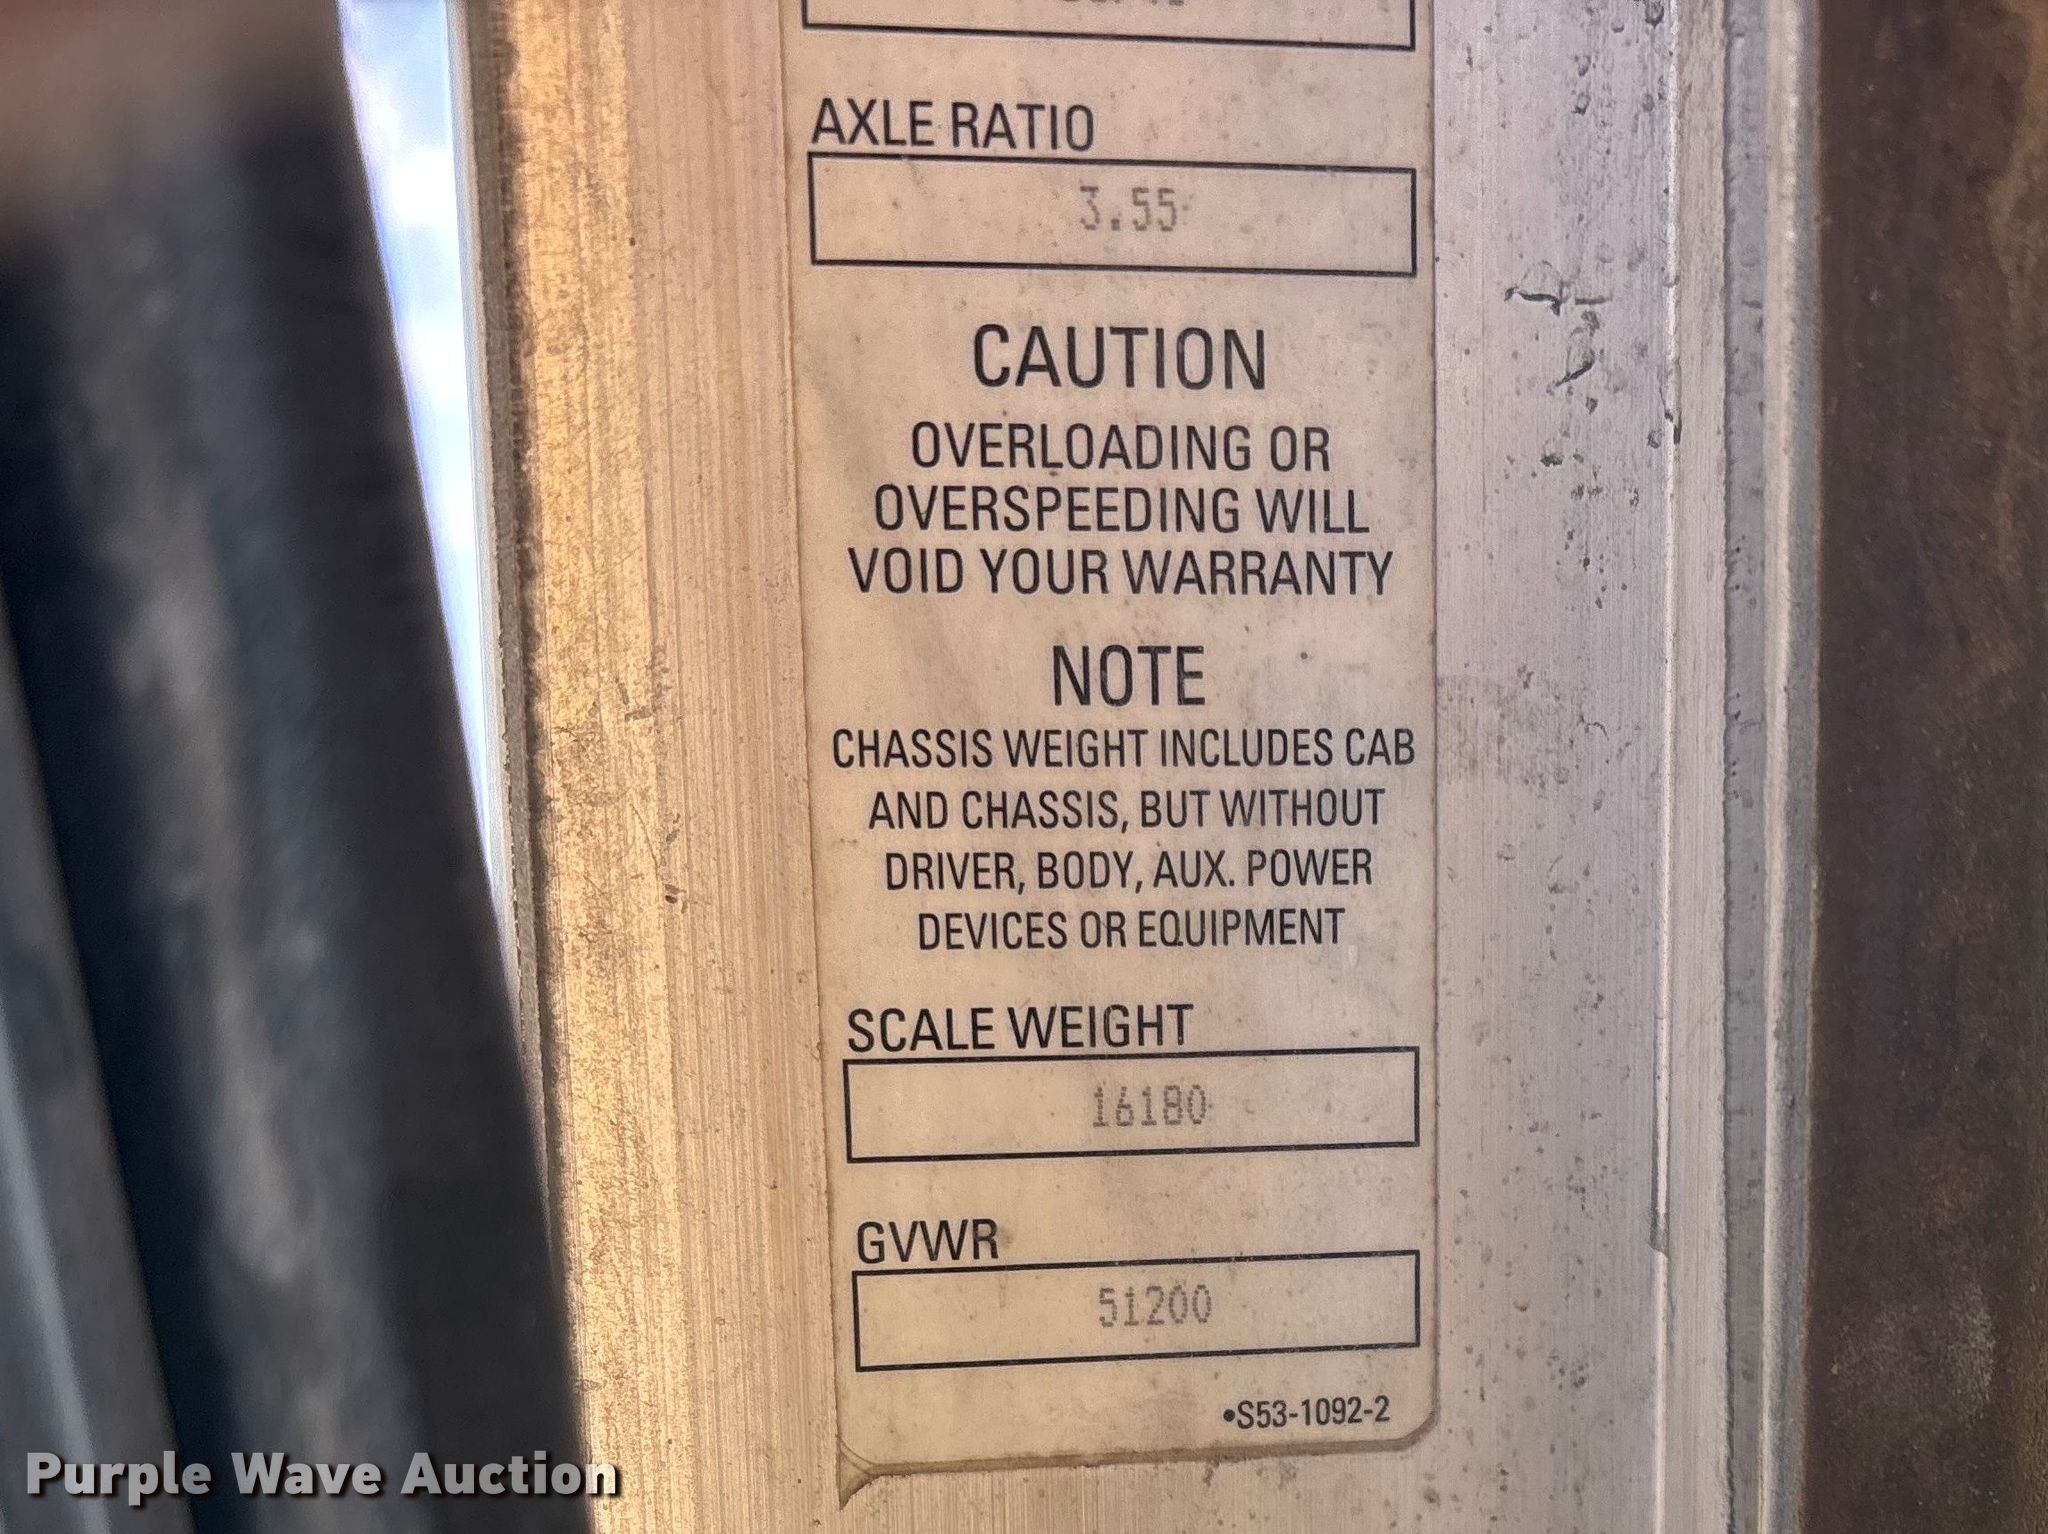 AXLE RATIO
3.55
CAUTION
OVERLOADING OR
OVERSPEEDING WILL
VOID YOUR WARRANTY
NOTE
CHASSIS WEIGHT INCLUDES CAB
AND CHASSIS, BUT WITHOUT
DRIVER, BODY, AUX. POWER
DEVICES OR EQUIPMENT
SCALE WEIGHT
16180
GVWR
51200
•S53-1092-2
Purple Wave Auction